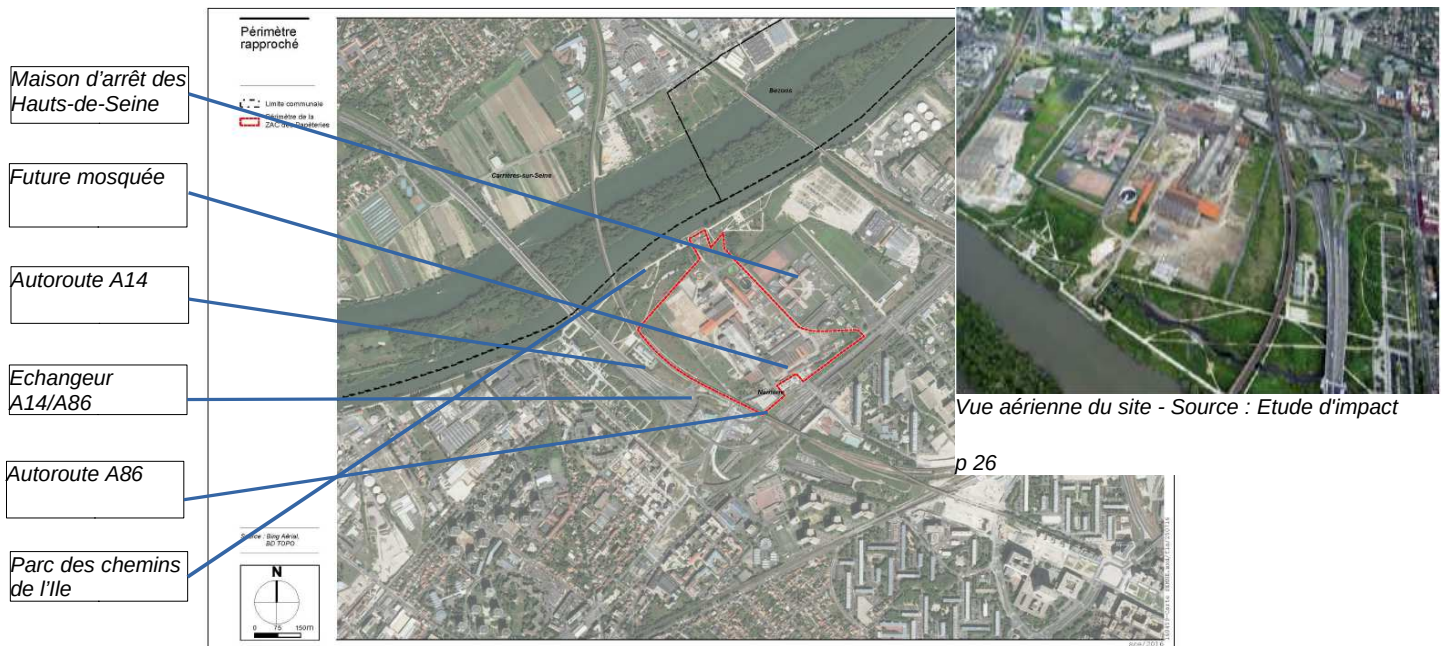 Périmètre
rapproché
Limite communale
Périmètre de la
ZAC des Papèteries
Maison d’arrêt des
Hauts-de-Seine
Future mosquée
Autoroute A14
Echangeur
A14/A86
Autoroute A86
Parc des chemins
de l’Ile
Bezons
Carrières-sur-Seine
Nanterre
Source : Bing Aérial,
BD TOPO
N
0 75 150m
Vue aérienne du site - Source : Etude d'impact
p 26